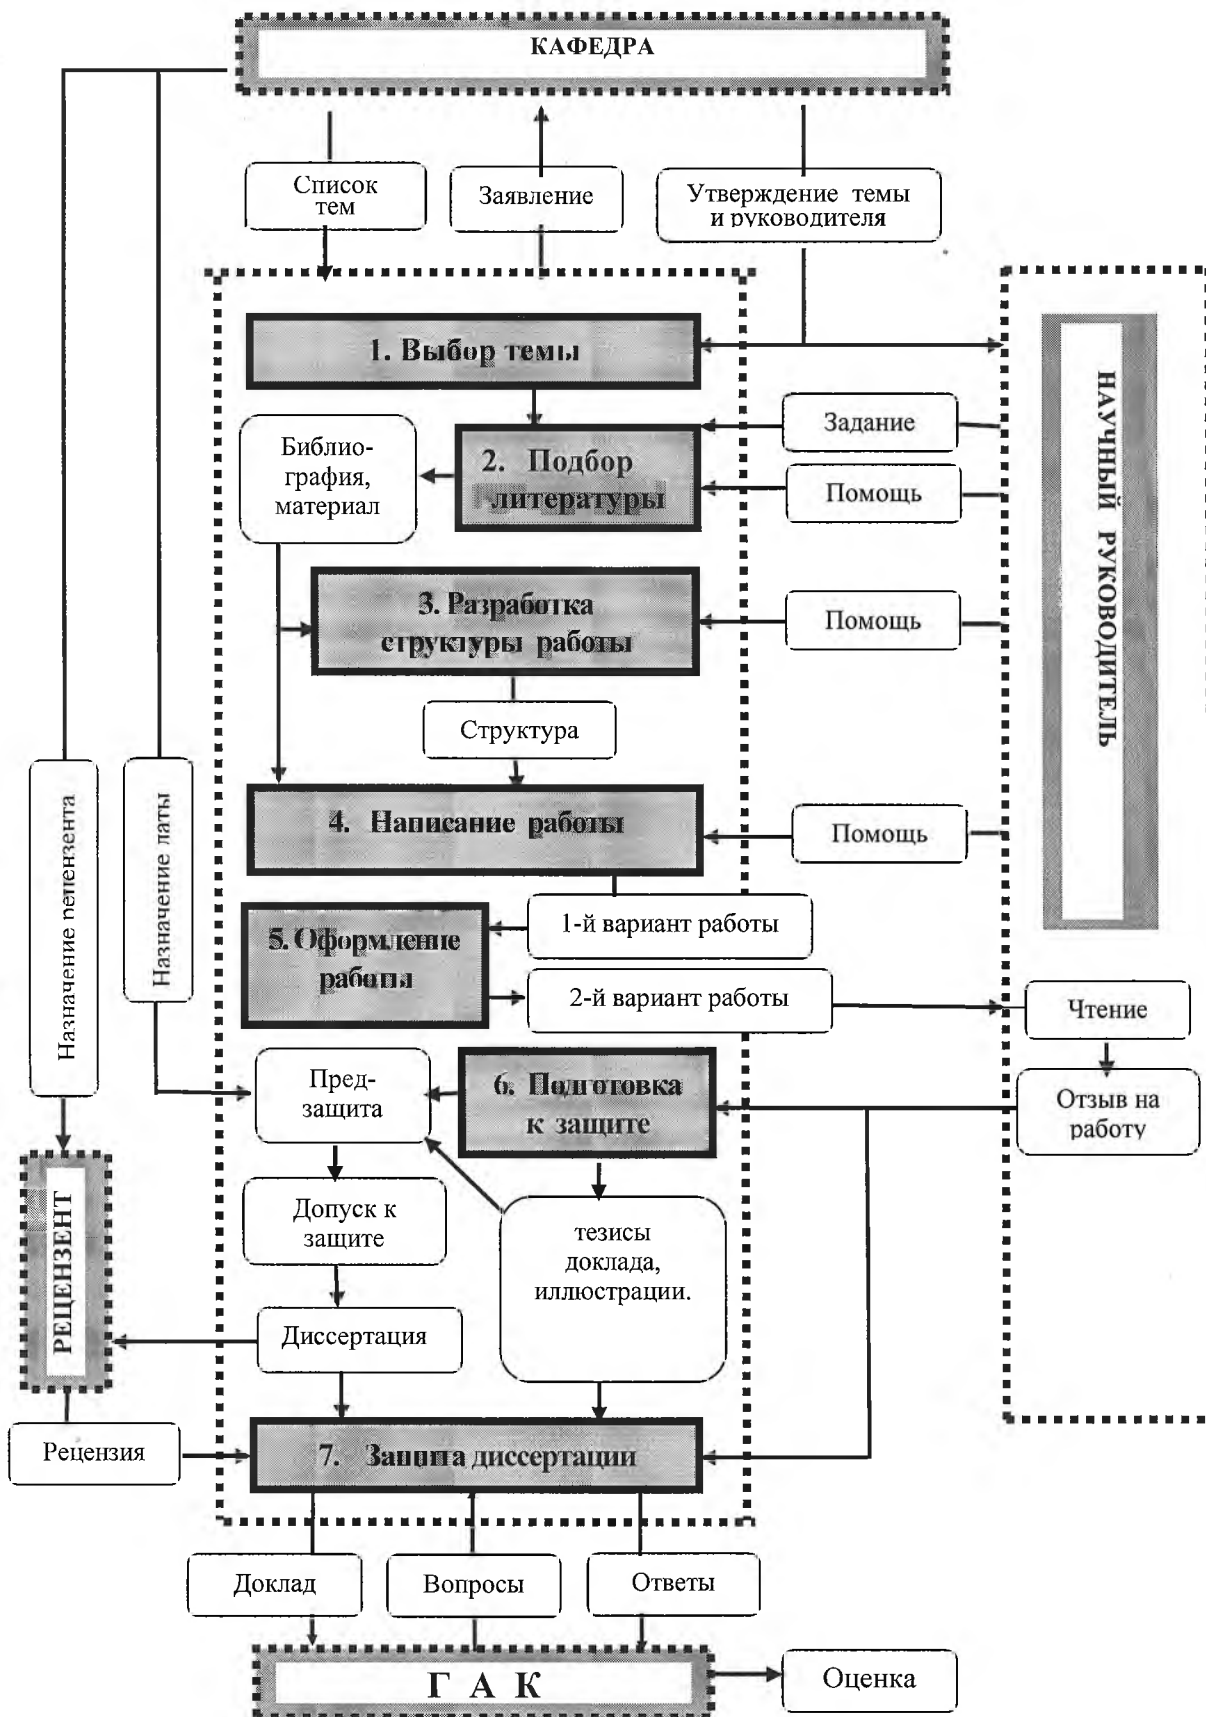 КАФЕДРА
Список
тем
Заявление
Утверждение темы
и руководителя
1. Выбор темы
НАУЧНЫЙ РУКОВОДИТЕЛЬ
Библио-
графия,
материал
2. Подбор
литературы
Задание
Помощь
3. Разработка
структуры работы
Помощь
Структура
4. Написание работы
Помощь
Назначение рецензента
Назначение даты
1-й вариант работы
5. Оформление
работы
2-й вариант работы
Чтение
Пред-
защита
6. Подготовка
к защите
Отзыв на
работу
РЕЦЕНЗЕНТ
Допуск к
защите
тезисы
доклада,
иллюстрации.
Диссертация
Рецензия
7. Защита диссертации
Доклад
Вопросы
Ответы
Г А К
Оценка